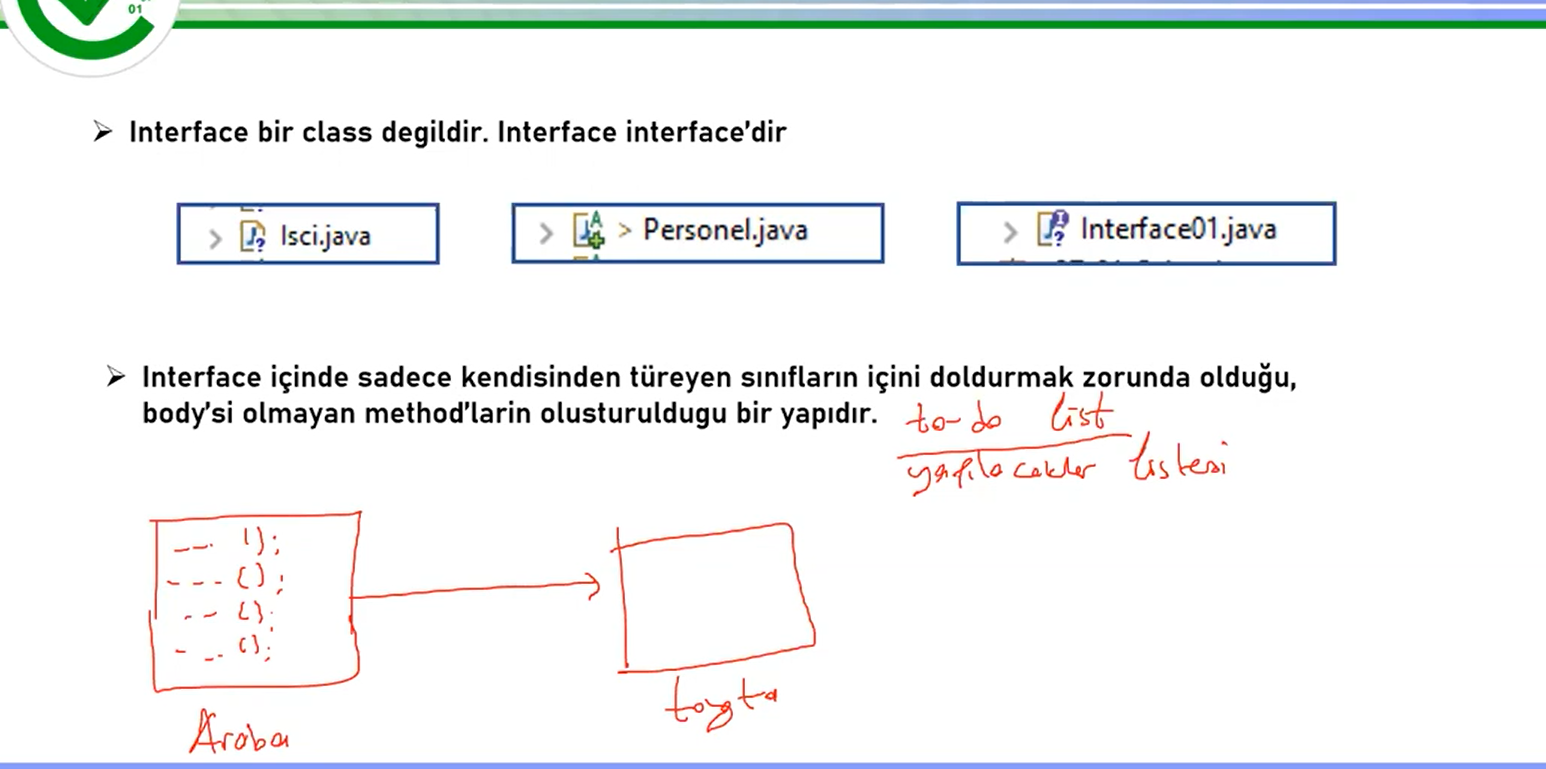 01
➢ Interface bir class degildir. Interface interface'dir
> Isci.java
> Personel.java
Interface01.java
➢ Interface içinde sadece kendisinden türeyen sınıfların içini doldurmak zorunda olduğu,
body'si olmayan method'larin olusturuldugu bir yapıdır.
to-do list
yapılacaklar listesi
--- ();
--- ();
-- ();
- -- ();
Araba
toyota